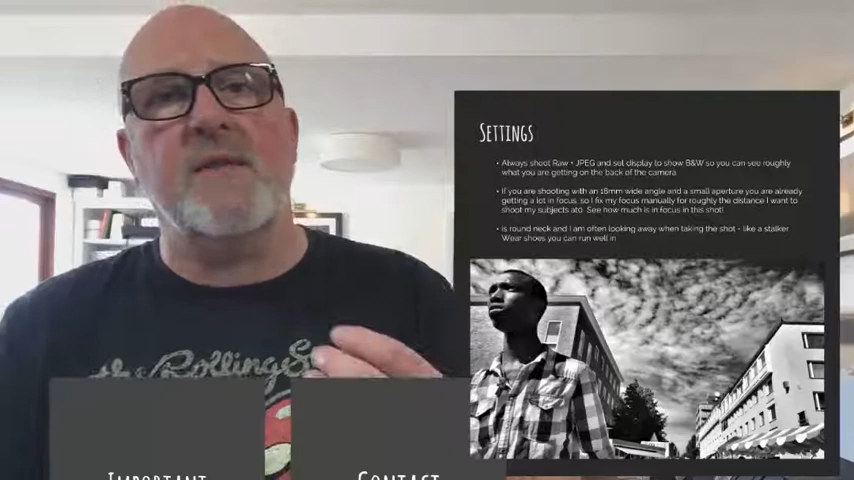 SETTINGS
• Always shoot Raw + JPEG and set display to show B&W so you can see roughly
what you are getting on the back of the camera
• If you are shooting with an 18mm wide angle and a small aperture you are already
getting a lot in focus, so I fix my focus manually for roughly the distance I want to
shoot my subjects ato. See how much is in focus in this shot!
• is round neck and I am often looking away when taking the shot - like a stalker
Wear shoes you can run well in
the Rolling S
IMPORTANT
CONTACT